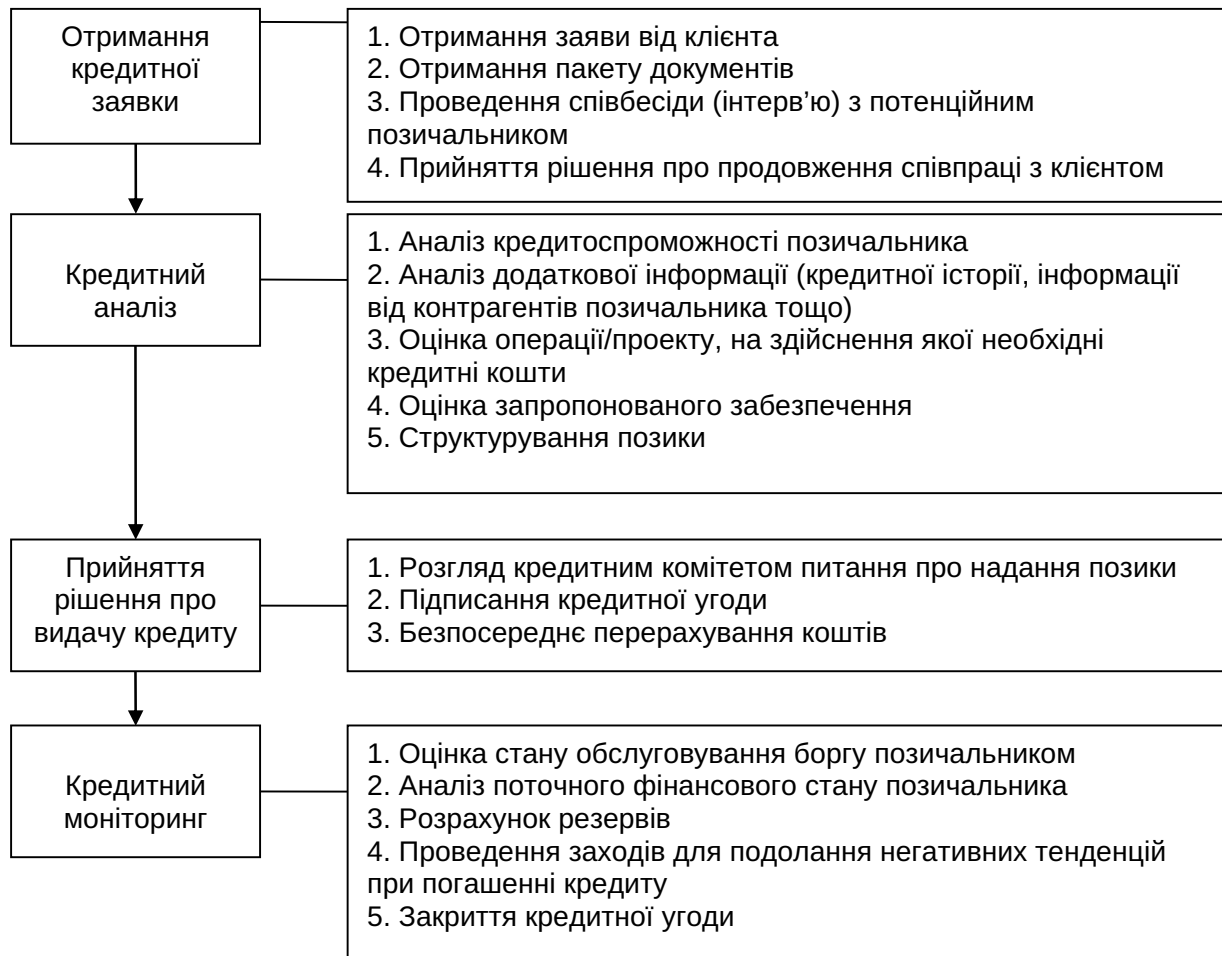 Отримання
кредитної
заявки
1. Отримання заяви від клієнта
2. Отримання пакету документів
3. Проведення співбесіди (інтерв’ю) з потенційним
позичальником
4. Прийняття рішення про продовження співпраці з клієнтом
Кредитний
аналіз
1. Аналіз кредитоспроможності позичальника
2. Аналіз додаткової інформації (кредитної історії, інформації
від контрагентів позичальника тощо)
3. Оцінка операції/проекту, на здійснення якої необхідні
кредитні кошти
4. Оцінка запропонованого забезпечення
5. Структурування позики
Прийняття
рішення про
видачу кредиту
1. Розгляд кредитним комітетом питання про надання позики
2. Підписання кредитної угоди
3. Безпосереднє перерахування коштів
Кредитний
моніторинг
1. Оцінка стану обслуговування боргу позичальником
2. Аналіз поточного фінансового стану позичальника
3. Розрахунок резервів
4. Проведення заходів для подолання негативних тенденцій
при погашенні кредиту
5. Закриття кредитної угоди